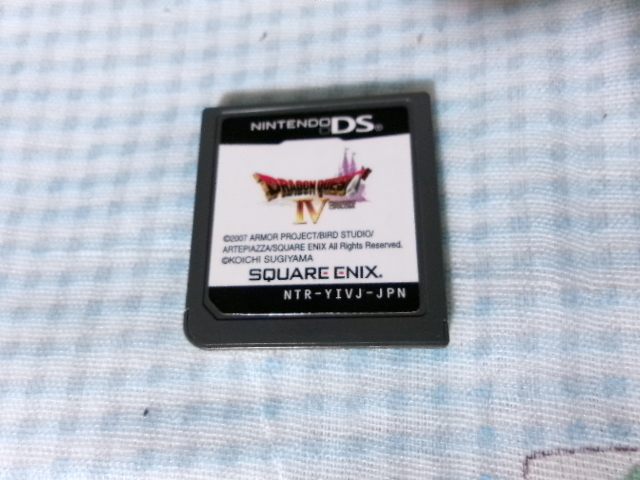 NINTENDO DS
DRAGON QUEST
IV
©2007 ARMOR PROJECT/BIRD STUDIO/
ARTEPIAZZA/SQUARE ENIX All Rights Reserved.
©KOICHI SUGIYAMA
SQUARE ENIX.
NTR-YIVJ-JPN